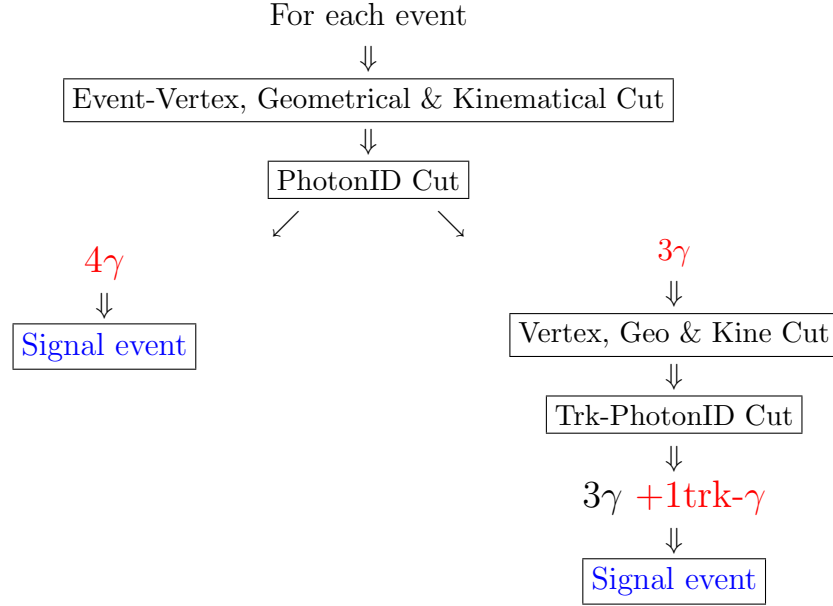 For each event
⇓
Event-Vertex, Geometrical & Kinematical Cut
⇓
PhotonID Cut
↙ ↘
4γ
⇓
Signal event
3γ
⇓
Vertex, Geo & Kine Cut
⇓
Trk-PhotonID Cut
⇓
3γ +1trk-γ
⇓
Signal event